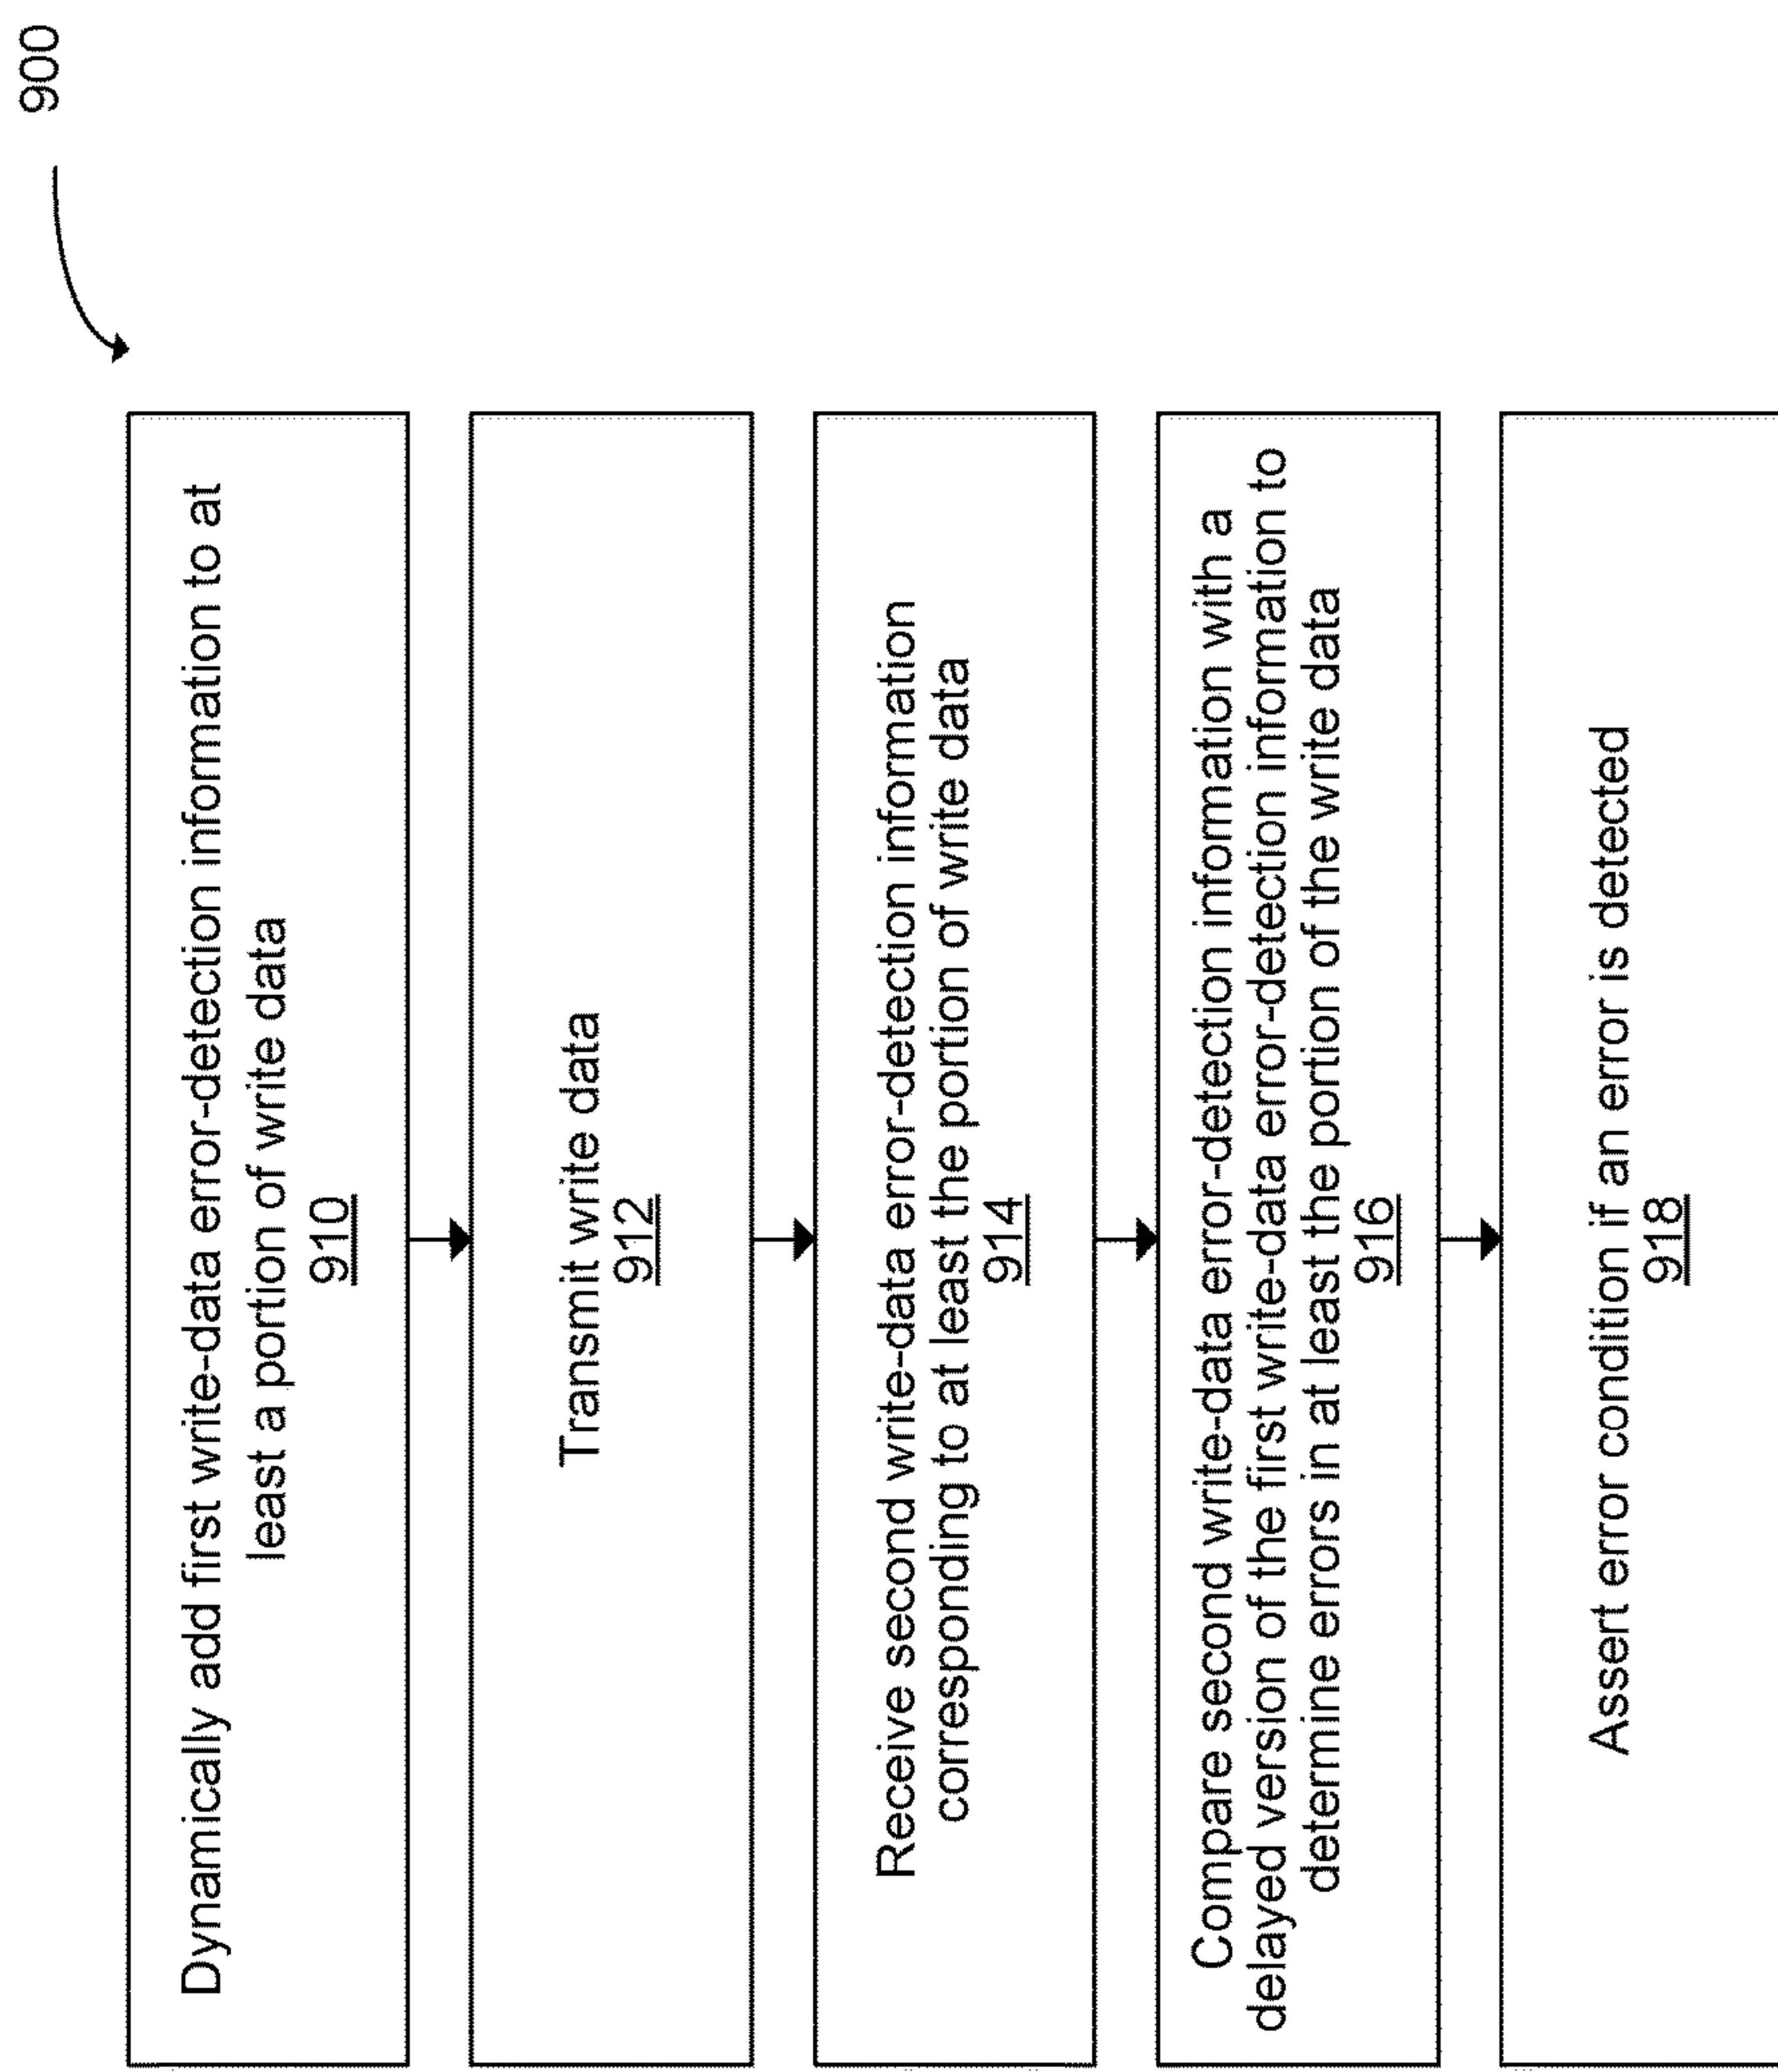 900
Dynamically add first write-data error-detection information to at
least a portion of write data
910
Transmit write data
912
Receive second write-data error-detection information
corresponding to at least the portion of write data
914
Compare second write-data error-detection information with a
delayed version of the first write-data error-detection information to
determine errors in at least the portion of the write data
916
Assert error condition if an error is detected
918